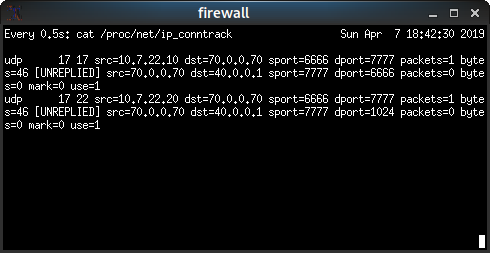 firewall
Every 0.5s: cat /proc/net/ip_conntrack Sun Apr 7 18:42:30 2019
udp 17 17 src=10.7.22.10 dst=70.0.0.70 sport=6666 dport=7777 packets=1 byte
s=46 [UNREPLIED] src=70.0.0.70 dst=40.0.0.1 sport=7777 dport=6666 packets=0 byte
s=0 mark=0 use=1
udp 17 22 src=10.7.22.20 dst=70.0.0.70 sport=6666 dport=7777 packets=1 byte
s=46 [UNREPLIED] src=70.0.0.70 dst=40.0.0.1 sport=7777 dport=1024 packets=0 byte
s=0 mark=0 use=1